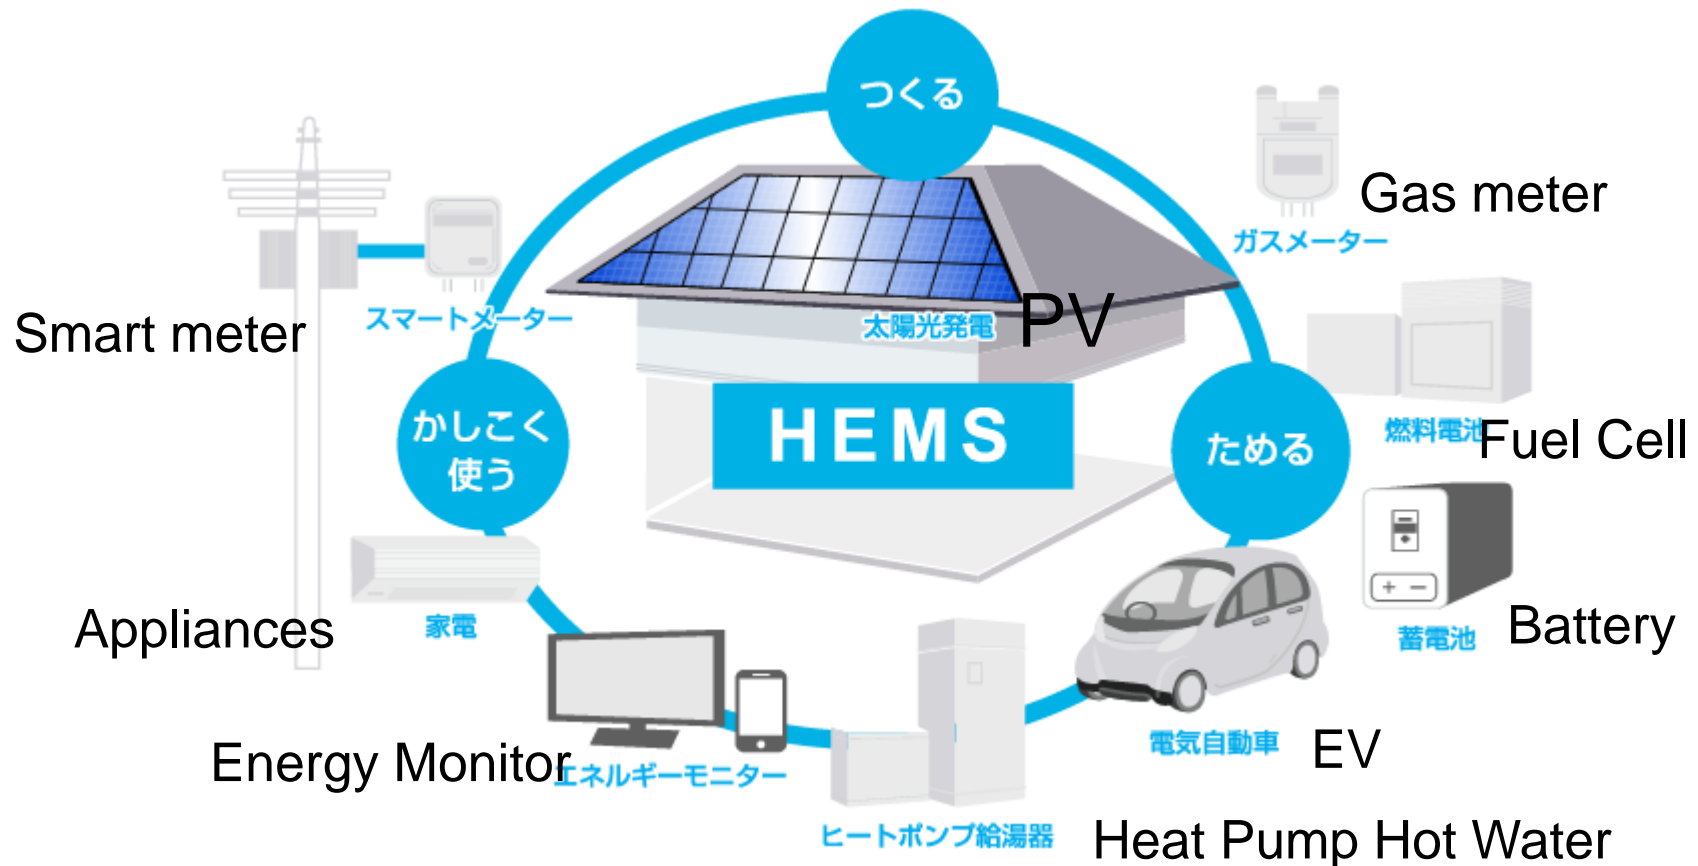 つくる
Gas meter
ガスメーター
スマートメーター
Smart meter
太陽光発電
PV
かしこく
使う
HEMS
ためる
燃料電池
Fuel Cell
+ −
家電
Appliances
蓄電池
Battery
電気自動車
EV
Energy Monitor
エネルギーモニター
ヒートポンプ給湯器
Heat Pump Hot Water